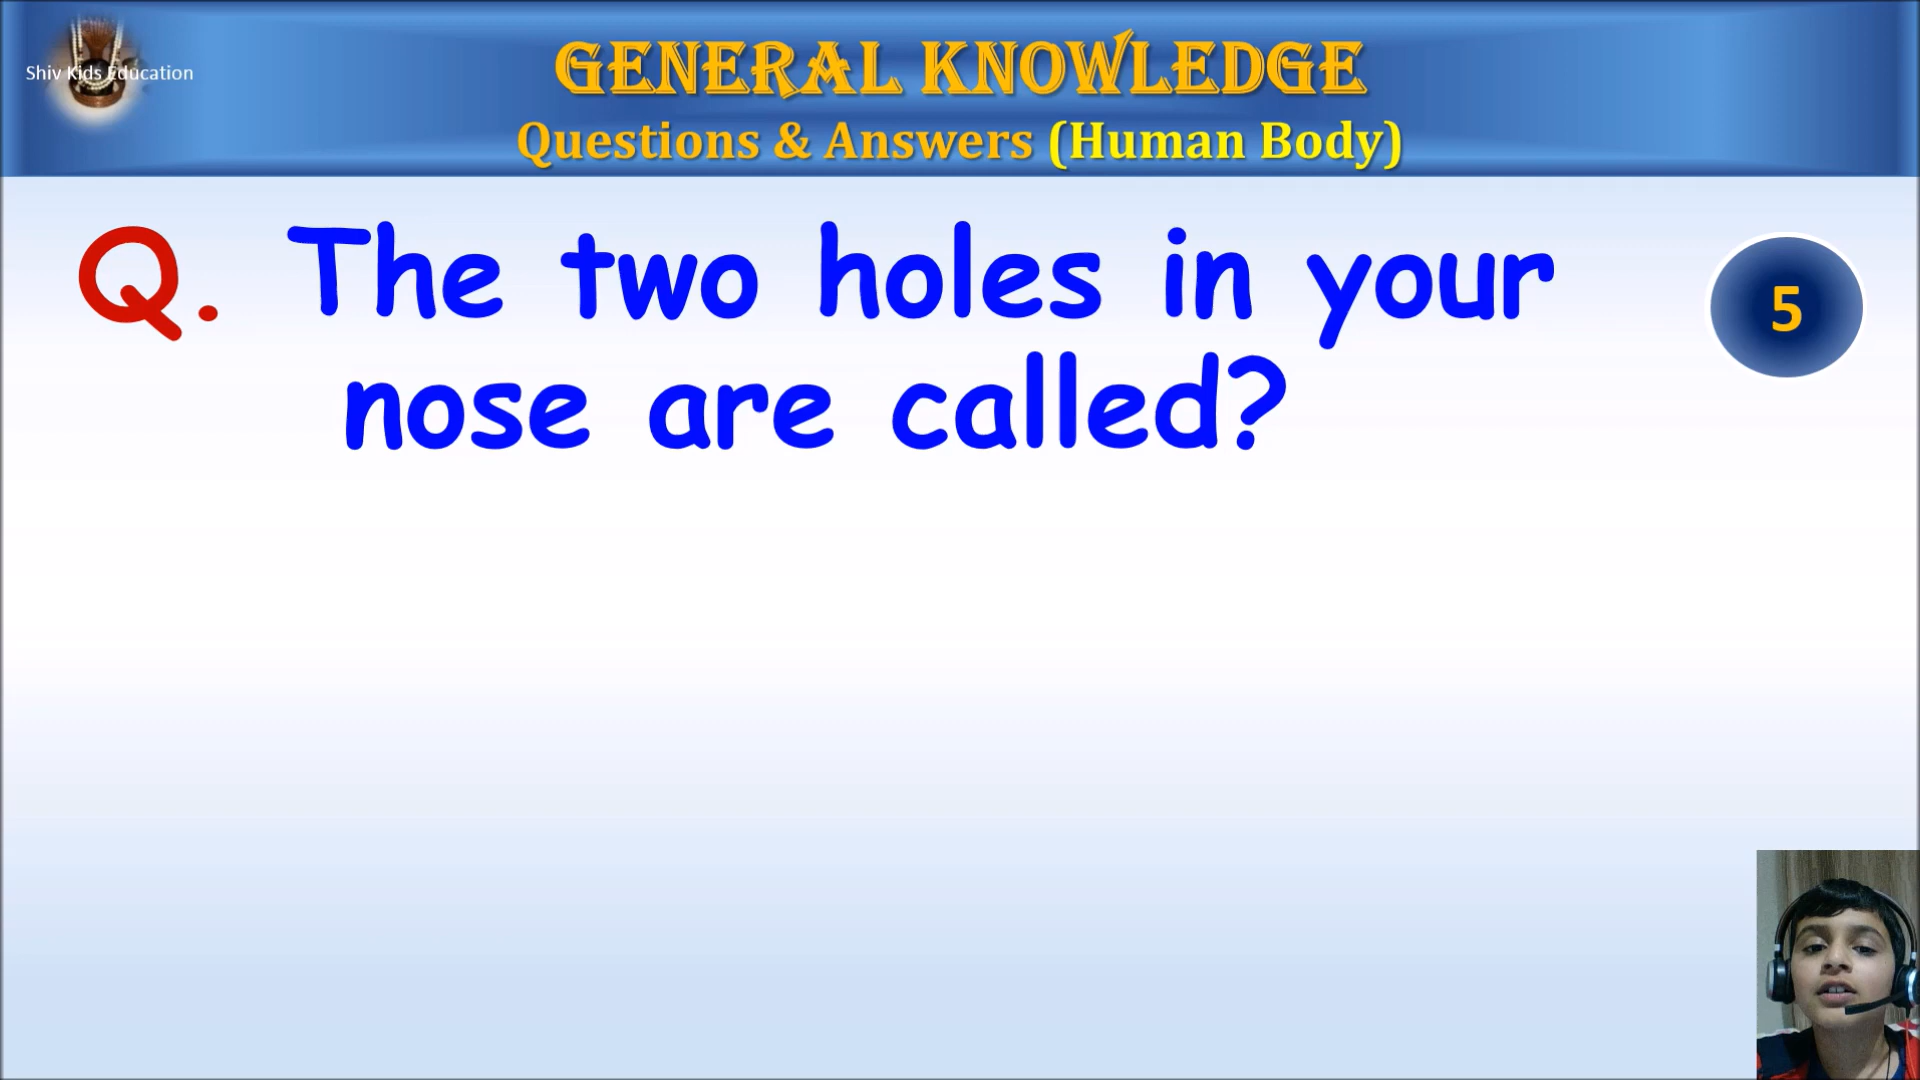 Shiv Kids Education
GENERAL KNOWLEDGE
Questions & Answers (Human Body)
Q. The two holes in your
nose are called?
5